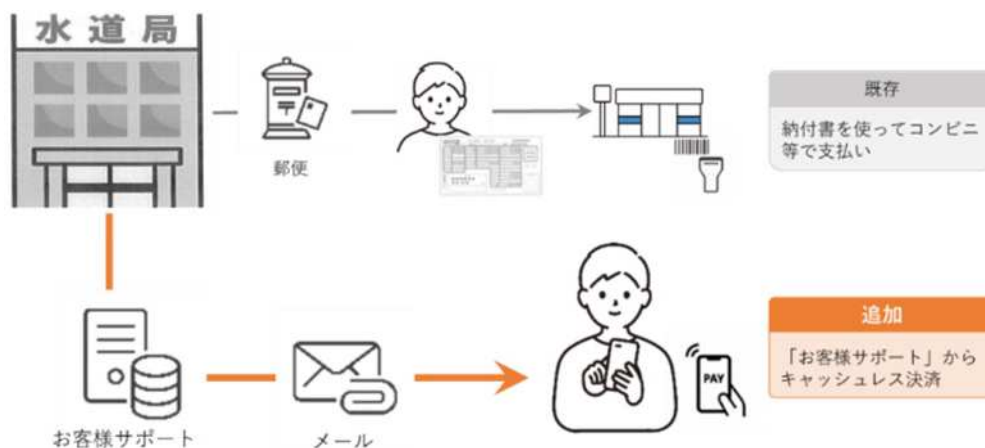 水道局
〒
郵便
既存
納付書を使ってコンビニ
等で支払い
追加
「お客様サポート」から
キャッシュレス決済
PAY
お客様サポート
メール